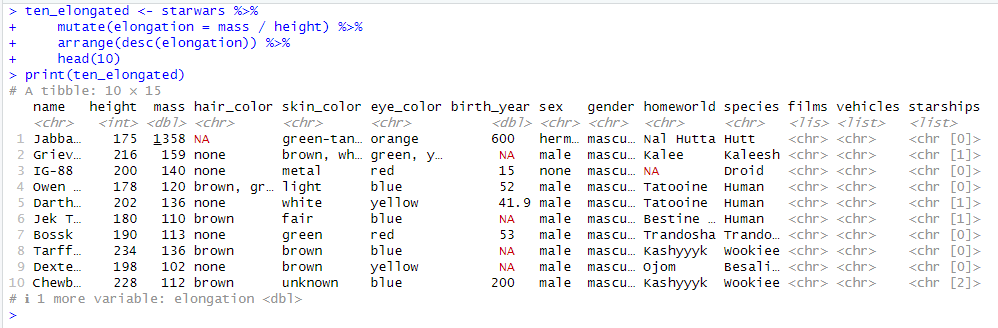 > ten_elongated <- starwars %>%
+     mutate(elongation = mass / height) %>%
+     arrange(desc(elongation)) %>%
+     head(10)
> print(ten_elongated)
# A tibble: 10 × 15
   name   height  mass hair_color skin_color eye_color birth_year sex   gender homeworld species films vehicles starships
   <chr>   <int> <dbl> <chr>      <chr>      <chr>          <dbl> <chr> <chr>  <chr>     <chr>   <lis> <list>   <list>
 1 Jabba…    175  1358 NA         green-tan… orange         600   herm… mascu… Nal Hutta Hutt    <chr> <chr>    <chr [0]>
 2 Griev…    216   159 none       brown, wh… green, y…       NA   male  mascu… Kalee     Kaleesh <chr> <chr>    <chr [1]>
 3 IG-88     200   140 none       metal      red             15   none  mascu… NA        Droid   <chr> <chr>    <chr [0]>
 4 Owen …    178   120 brown, gr… light      blue            52   male  mascu… Tatooine  Human   <chr> <chr>    <chr [0]>
 5 Darth…    202   136 none       white      yellow          41.9 male  mascu… Tatooine  Human   <chr> <chr>    <chr [1]>
 6 Jek T…    180   110 brown      fair       blue            NA   male  mascu… Bestine … Human   <chr> <chr>    <chr [1]>
 7 Bossk     190   113 none       green      red             53   male  mascu… Trandosha Trando… <chr> <chr>    <chr [0]>
 8 Tarff…    234   136 brown      brown      blue            NA   male  mascu… Kashyyyk  Wookiee <chr> <chr>    <chr [0]>
 9 Dexte…    198   102 none       brown      yellow          NA   male  mascu… Ojom      Besali… <chr> <chr>    <chr [0]>
10 Chewb…    228   112 brown      unknown    blue           200   male  mascu… Kashyyyk  Wookiee <chr> <chr>    <chr [2]>
# ℹ 1 more variable: elongation <dbl>
>